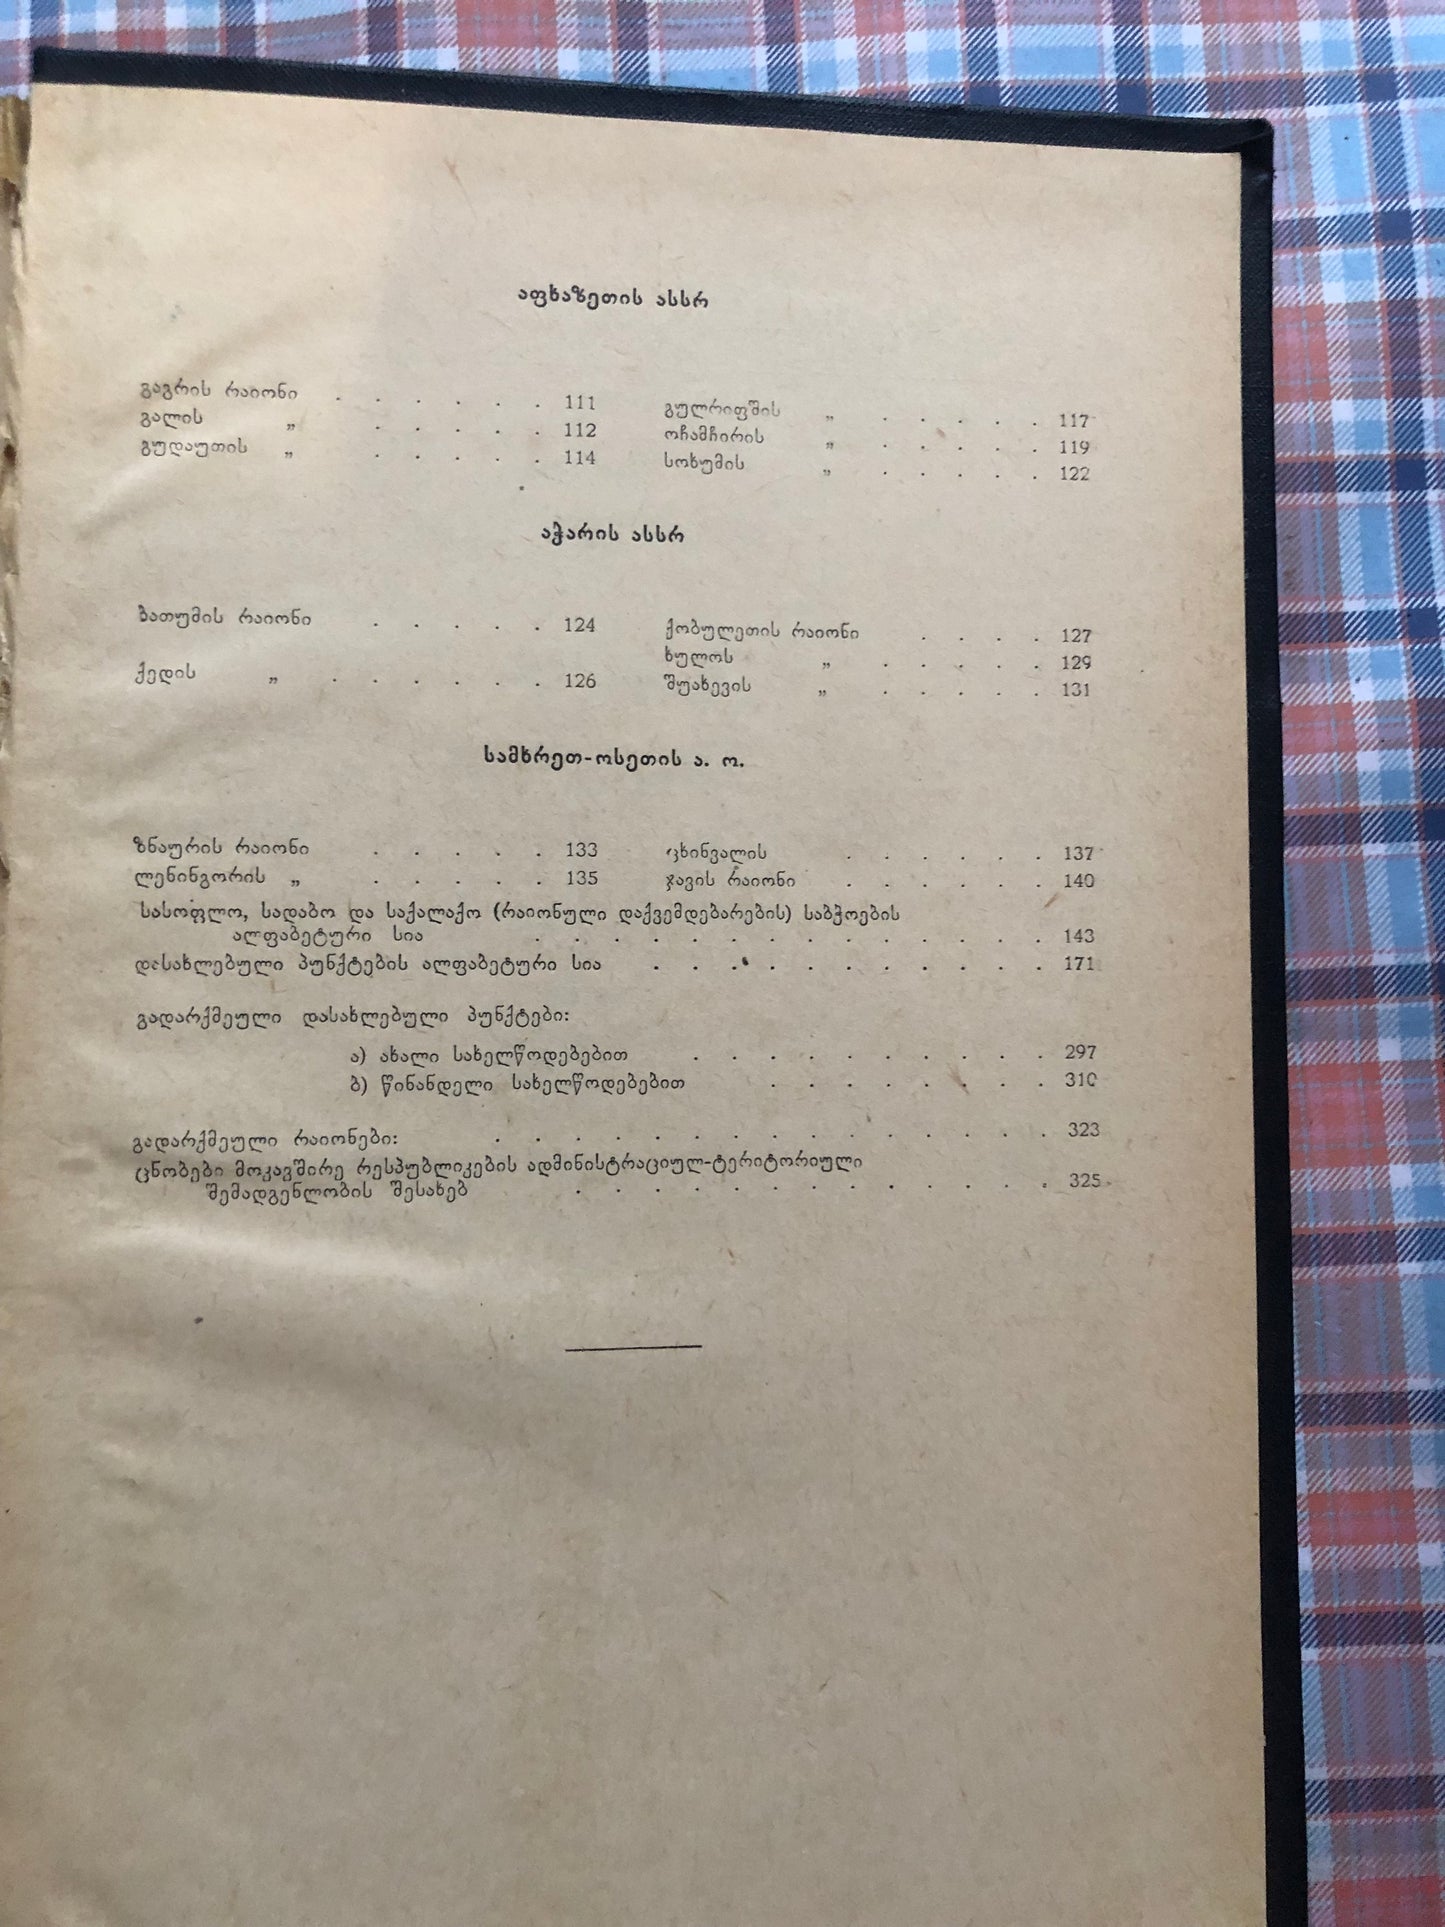 აფხაზეთის ასსრ
გაგრის რაიონი . . . . . . 111
გალის „ . . . . . 112
გუდაუთის „ . . . . . 114
გულრიფშის „ . . . . . 117
ოჩამჩირის „ . . . . . 119
სოხუმის „ . . . . . 122
აჭარის ასსრ
ბათუმის რაიონი . . . . . 124
ქედის „ . . . . . . 126
ქობულეთის რაიონი . . . . 127
ხულოს „ . . . . . 129
შუახევის „ . . . . . 131
სამხრეთ-ოსეთის ა. ო.
ზნაურის რაიონი . . . . . 133
ლენინგორის „ . . . . . 135
ცხინვალის . . . . . . 137
ჯავის რაიონი . . . . . . 140
სასოფლო, სადაბო და საქალაქო (რაიონული დაქვემდებარების) საბჭოების
ალფაბეტური სია . . . . . . . . . . . . . . 143
დასახლებული პუნქტების ალფაბეტური სია . . . . . . . . . . . 171
გადარქმეული დასახლებული პუნქტები:
ა) ახალი სახელწოდებებით . . . . . . . . . . 297
ბ) წინანდელი სახელწოდებებით . . . . . . . . 310
გადარქმეული რაიონები: . . . . . . . . . . . . . . . 323
ცნობები მოკავშირე რესპუბლიკების ადმინისტრაციულ-ტერიტორიული
შემადგენლობის შესახებ . . . . . . . . . . . . . 325